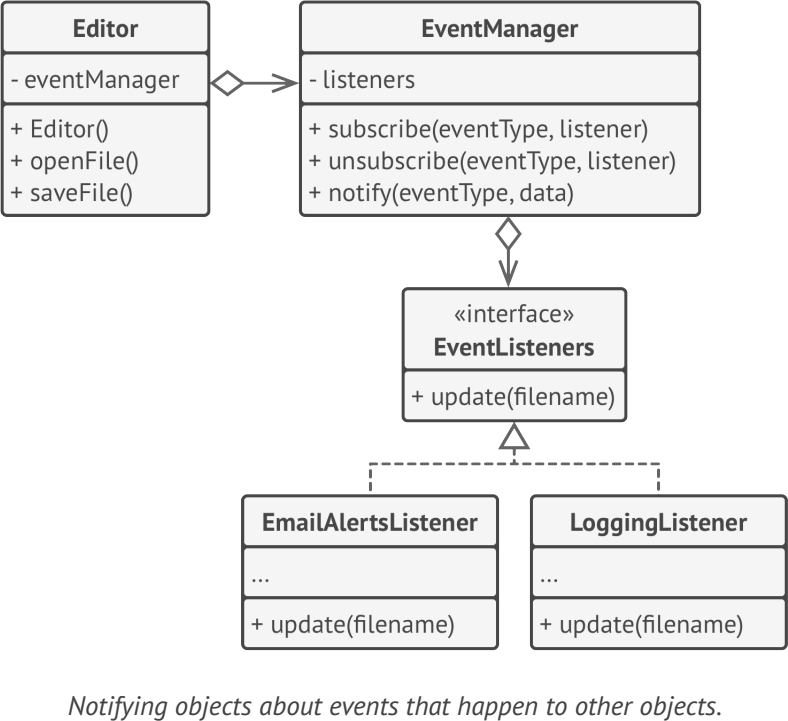 Editor
- eventManager
+ Editor()
+ openFile()
+ saveFile()
EventManager
- listeners
+ subscribe(eventType, listener)
+ unsubscribe(eventType, listener)
+ notify(eventType, data)
«interface»
EventListeners
+ update(filename)
EmailAlertsListener
...
+ update(filename)
LoggingListener
...
+ update(filename)
Notifying objects about events that happen to other objects.